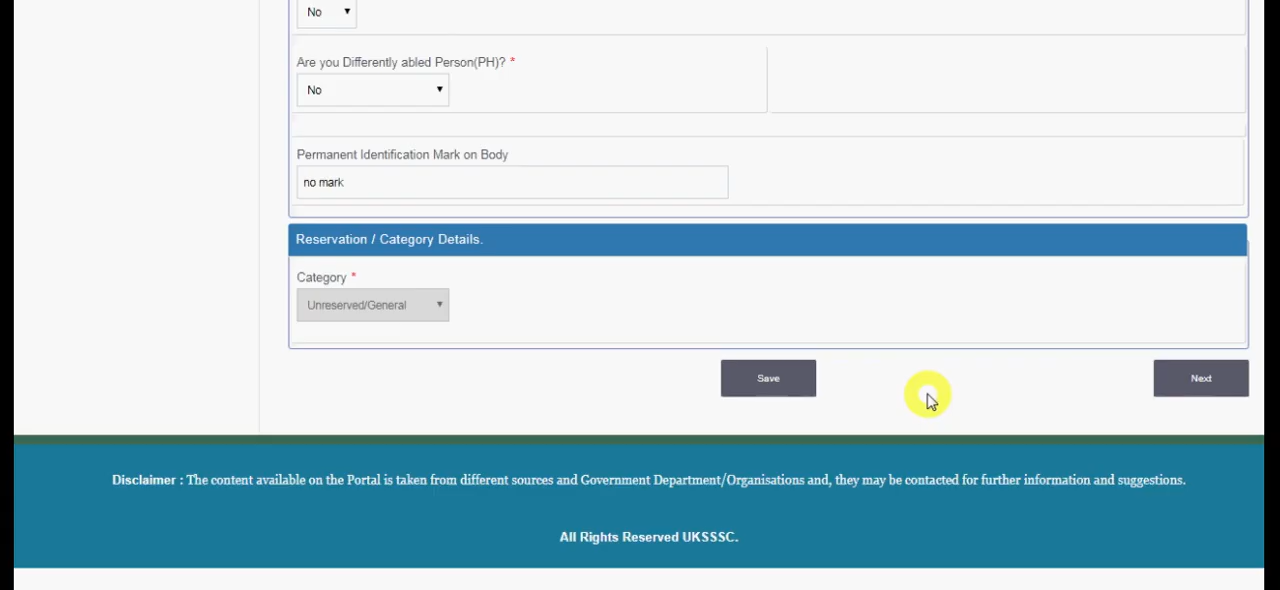 No
Are you Differently abled Person(PH)? *
No
Permanent Identification Mark on Body
no mark
Reservation / Category Details.
Category *
Unreserved/General
Save
Next
Disclaimer : The content available on the Portal is taken from different sources and Government Department/Organisations and, they may be contacted for further information and suggestions.
All Rights Reserved UKSSSC.